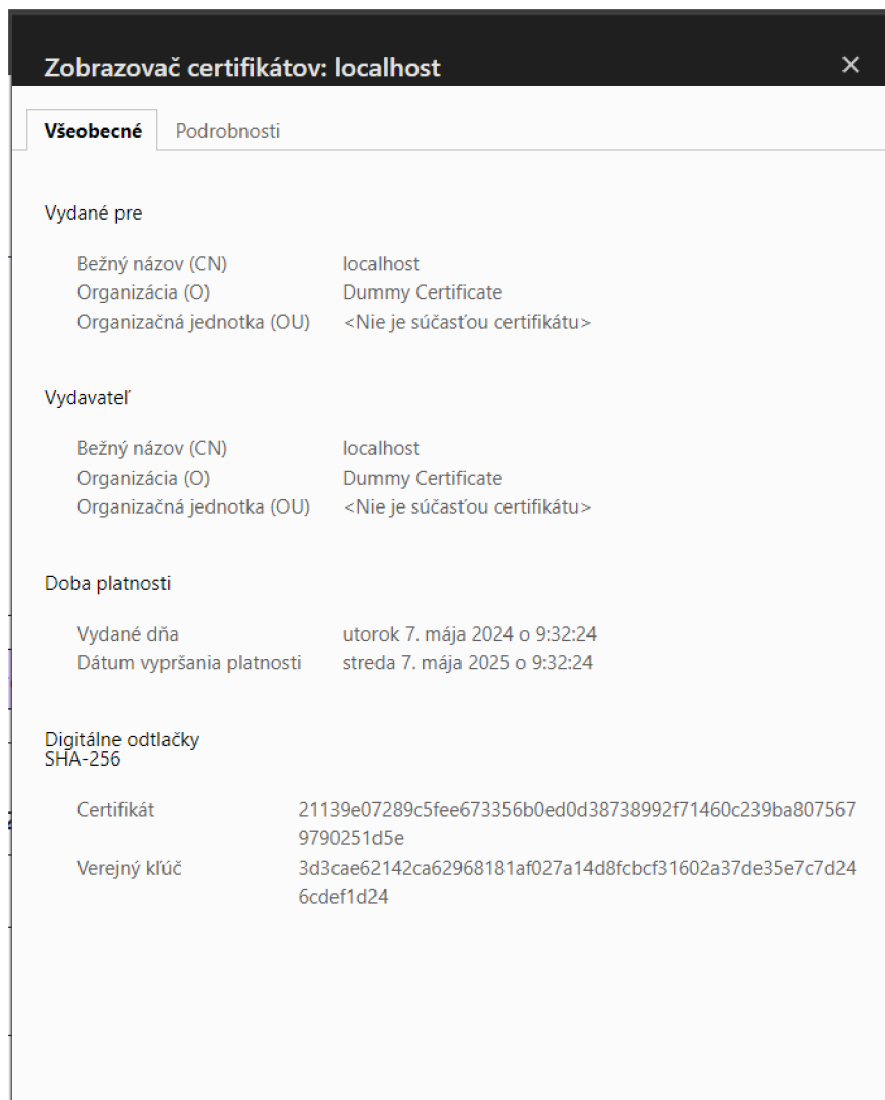 Zobrazovač certifikátov: localhost
Všeobecné Podrobnosti
Vydané pre
Bežný názov (CN) localhost
Organizácia (O) Dummy Certificate
Organizačná jednotka (OU) <Nie je súčasťou certifikátu>
Vydavateľ
Bežný názov (CN) localhost
Organizácia (O) Dummy Certificate
Organizačná jednotka (OU) <Nie je súčasťou certifikátu>
Doba platnosti
Vydané dňa utorok 7. mája 2024 o 9:32:24
Dátum vypršania platnosti streda 7. mája 2025 o 9:32:24
Digitálne odtlačky
SHA-256
Certifikát 21139e07289c5fee673356b0ed0d38738992f71460c239ba807567
9790251d5e
Verejný kľúč 3d3cae62142ca62968181af027a14d8fcbcf31602a37de35e7c7d24
6cdef1d24